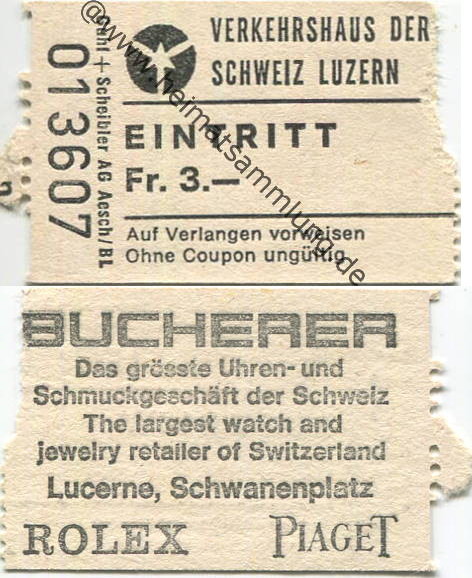 VERKEHRSHAUS DER
SCHWEIZ LUZERN
EINTRITT
Fr. 3.—
Auf Verlangen vorweisen
Ohne Coupon ungültig
013607
+ Scheibler AG Aesch/BL
@www.heimatsammlung.de
BUCHERER
Das grösste Uhren- und
Schmuckgeschäft der Schweiz
The largest watch and
jewelry retailer of Switzerland
Lucerne, Schwanenplatz
ROLEX PIAGET